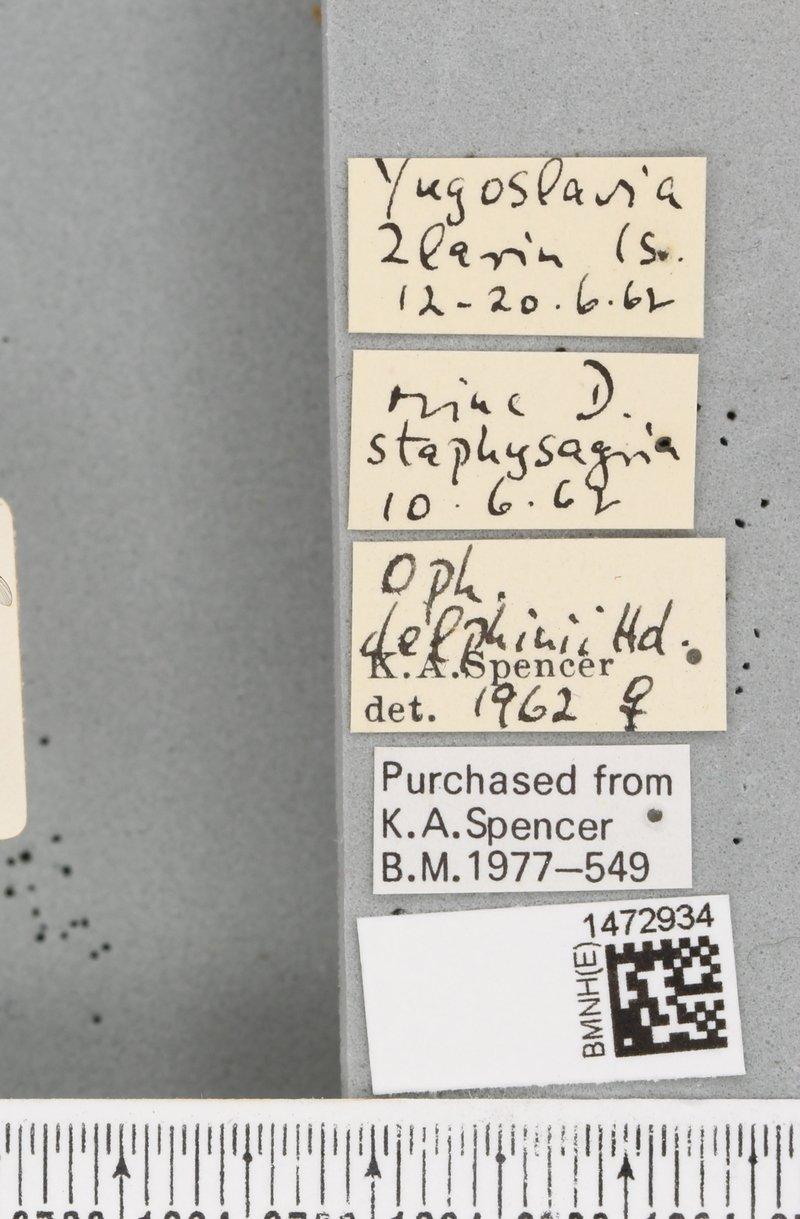 Yugoslavia
Zlarin Is.
12-20.6.62
mine D.
staphysagria
10.6.62
Oph.
delphinii Hd.
K.A.Spencer
det. 1962 ♀
Purchased from
K.A.Spencer
B.M.1977–549
1472934
BMNH(E)